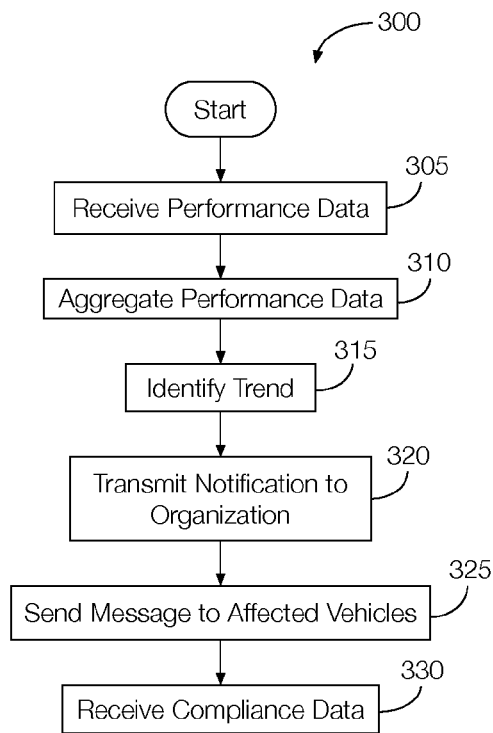 300
Start
305
Receive Performance Data
310
Aggregate Performance Data
315
Identify Trend
320
Transmit Notification to
Organization
325
Send Message to Affected Vehicles
330
Receive Compliance Data